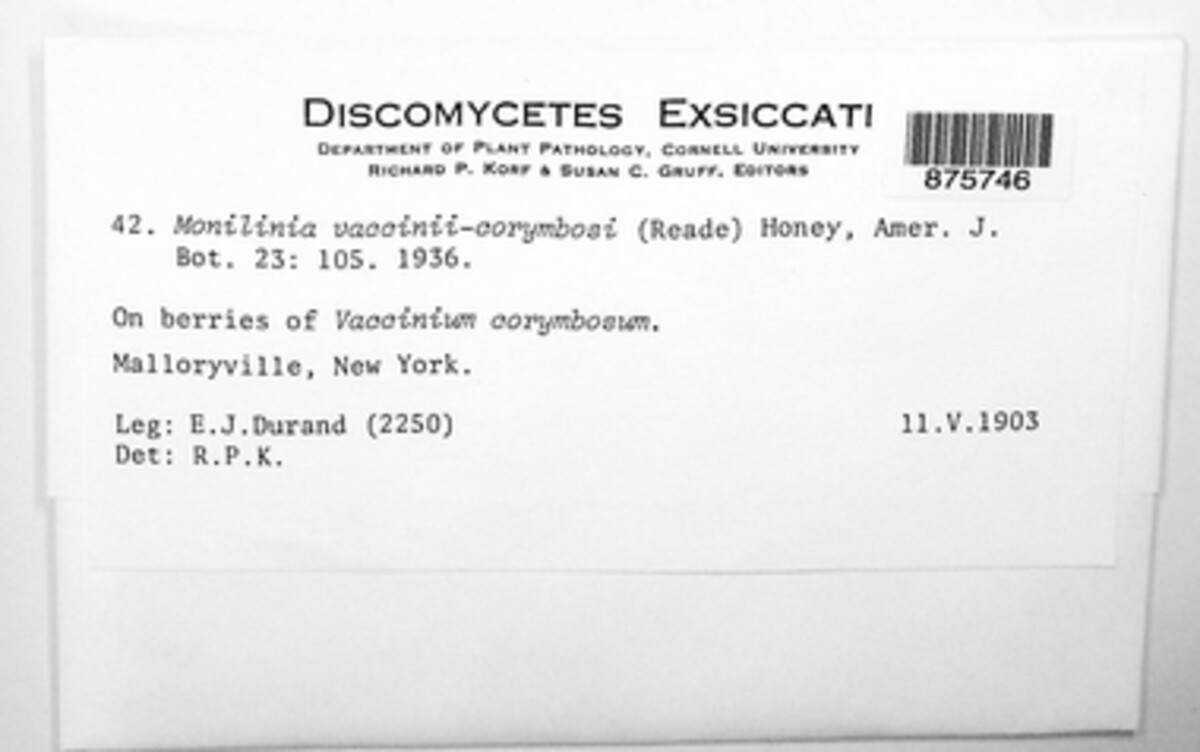 DISCOMYCETES EXSICCATI
DEPARTMENT OF PLANT PATHOLOGY, CORNELL UNIVERSITY
RICHARD P. KORF & SUSAN C. GRUFF, EDITORS
875746
42. Monilinia vaccinii-corymbosi (Reade) Honey, Amer. J.
Bot. 23: 105. 1936.
On berries of Vaccinium corymbosum.
Malloryville, New York.
Leg: E.J.Durand (2250) 11.V.1903
Det: R.P.K.